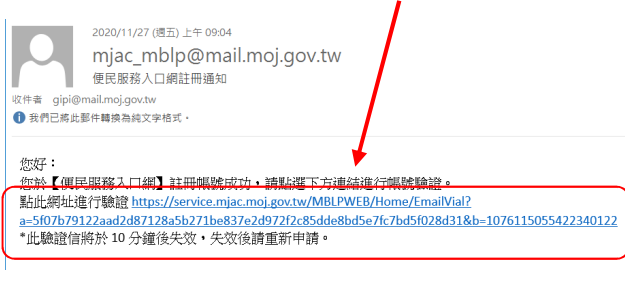 2020/11/27 (週五) 上午 09:04
mjac_mblp@mail.moj.gov.tw
便民服務入口網註冊通知
收件者 gipi@mail.moj.gov.tw
我們已將此郵件轉換為純文字格式。
您好：
您於【便民服務入口網】註冊帳號成功，請點選下方連結進行帳號驗證。
點此網址進行驗證 https://service.mjac.moj.gov.tw/MBLPWEB/Home/EmailVial?
a=5f07b79122aad2d87128a5b271be837e2d972f2c85dde8bd5e7fc7bd5f028d31&b=1076115055422340122
*此驗證信將於 10 分鐘後失效，失效後請重新申請。